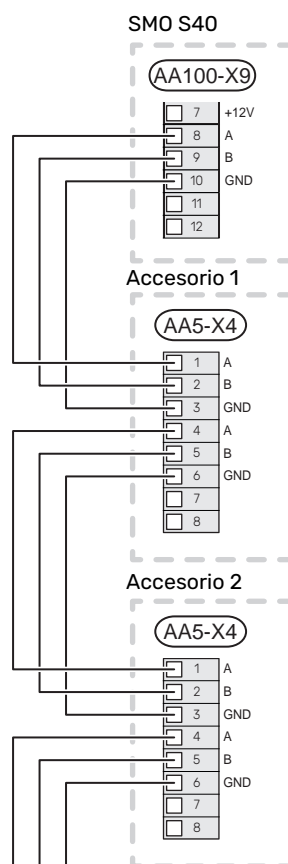 SMO S40
AA100-X9
7 +12V
8 A
9 B
10 GND
11
12
Accesorio 1
AA5-X4
1 A
2 B
3 GND
4 A
5 B
6 GND
7
8
Accesorio 2
AA5-X4
1 A
2 B
3 GND
4 A
5 B
6 GND
7
8